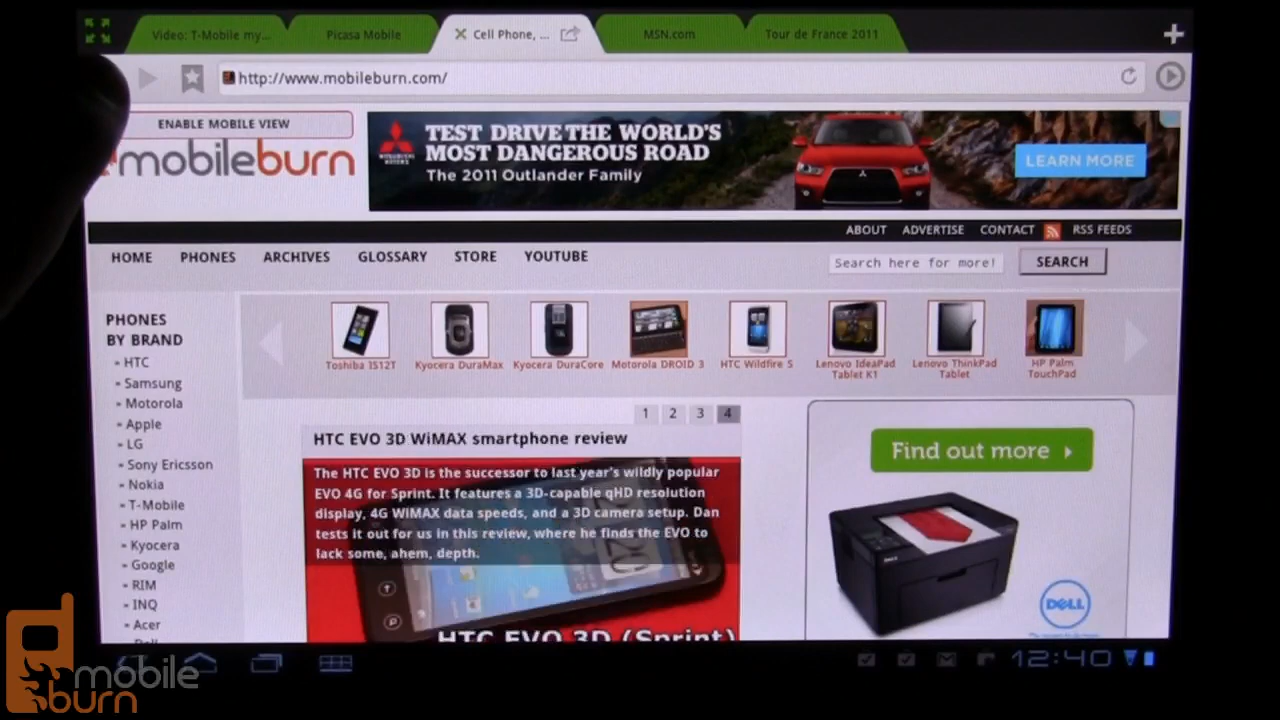 Video: T-Mobile my...
Picasa Mobile
Cell Phone, ...
MSN.com
Tour de France 2011
http://www.mobileburn.com/
ENABLE MOBILE VIEW
mobileburn
MITSUBISHI MOTORS
TEST DRIVE THE WORLD'S
MOST DANGEROUS ROAD
The 2011 Outlander Family
LEARN MORE
ABOUT ADVERTISE CONTACT RSS FEEDS
HOME PHONES ARCHIVES GLOSSARY STORE YOUTUBE
Search here for more!
SEARCH
PHONES
BY BRAND
HTC
Samsung
Motorola
Apple
LG
Sony Ericsson
Nokia
T-Mobile
HP Palm
Kyocera
Google
RIM
INQ
Acer
Dell
Toshiba IS12T
Kyocera DuraMax
Kyocera DuraCore
Motorola DROID 3
HTC Wildfire S
Lenovo IdeaPad
Tablet K1
Lenovo ThinkPad
Tablet
HP Palm
TouchPad
1 2 3 4
HTC EVO 3D WiMAX smartphone review
The HTC EVO 3D is the successor to last year's wildly popular
EVO 4G for Sprint. It features a 3D-capable qHD resolution
display, 4G WiMAX data speeds, and a 3D camera setup. Dan
tests it out for us in this review, where he finds the EVO to
lack some, ahem, depth.
HTC EVO 3D (Sprint)
Find out more
DELL
12:40
mobile
burn